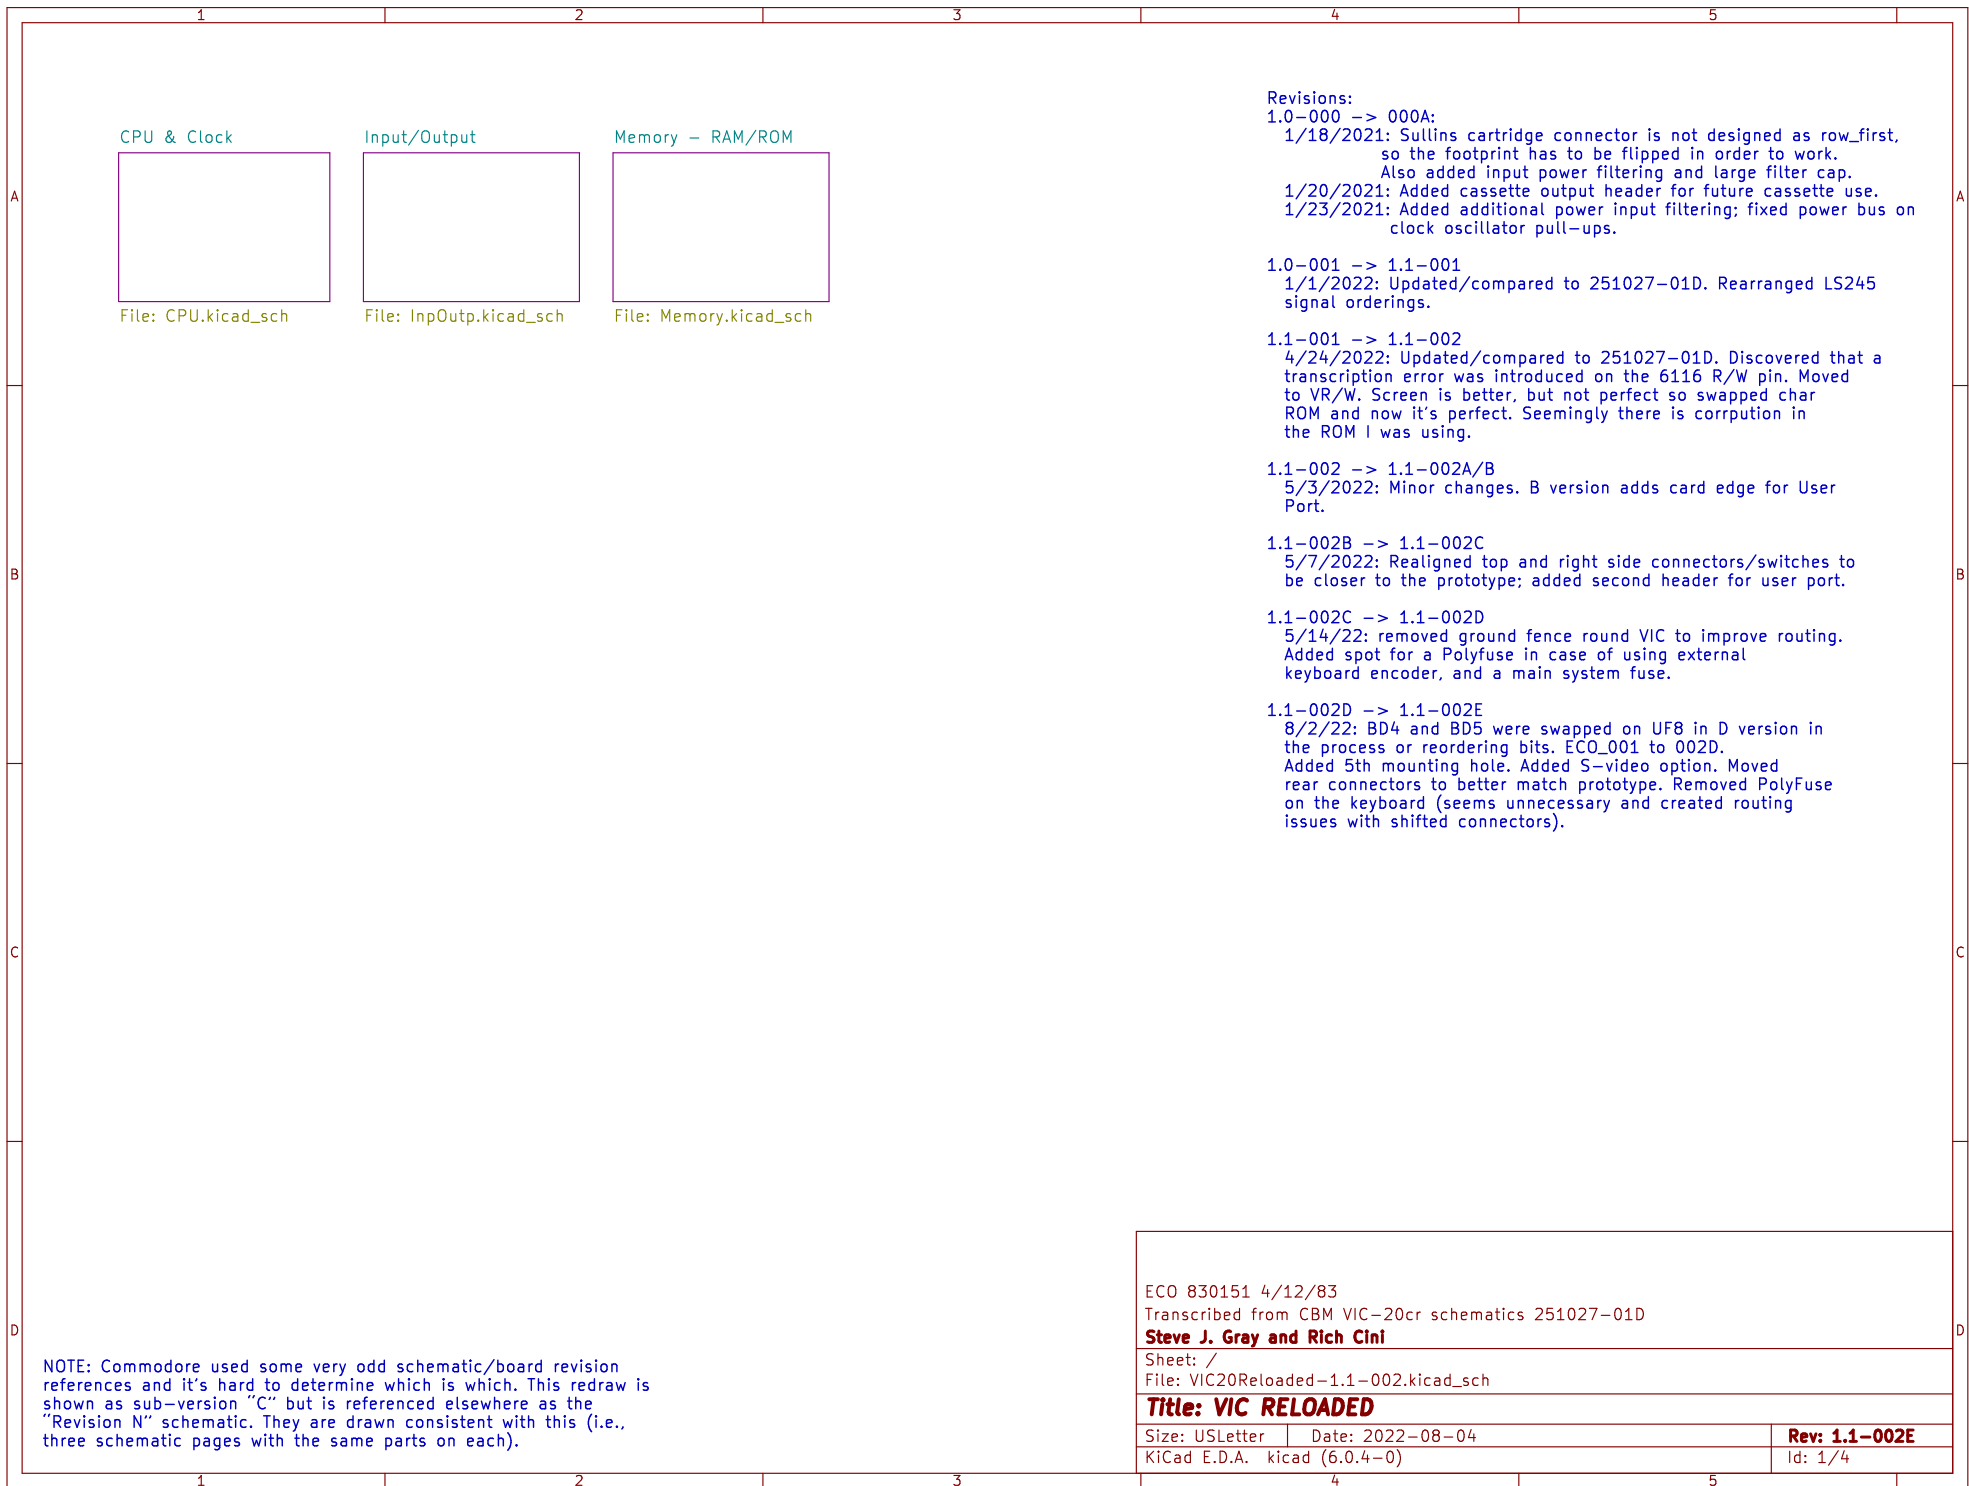 1 2 3 4 5
CPU & Clock
Input/Output
Memory - RAM/ROM
File: CPU.kicad_sch
File: InpOutp.kicad_sch
File: Memory.kicad_sch
A
A
Revisions:
1.0-000 -> 000A:
1/18/2021: Sullins cartridge connector is not designed as row_first,
so the footprint has to be flipped in order to work.
Also added input power filtering and large filter cap.
1/20/2021: Added cassette output header for future cassette use.
1/23/2021: Added additional power input filtering; fixed power bus on
clock oscillator pull-ups.
1.0-001 -> 1.1-001
1/1/2022: Updated/compared to 251027-01D. Rearranged LS245
signal orderings.
1.1-001 -> 1.1-002
4/24/2022: Updated/compared to 251027-01D. Discovered that a
transcription error was introduced on the 6116 R/W pin. Moved
to VR/W. Screen is better, but not perfect so swapped char
ROM and now it's perfect. Seemingly there is corrpution in
the ROM I was using.
1.1-002 -> 1.1-002A/B
5/3/2022: Minor changes. B version adds card edge for User
Port.
1.1-002B -> 1.1-002C
5/7/2022: Realigned top and right side connectors/switches to
be closer to the prototype; added second header for user port.
1.1-002C -> 1.1-002D
5/14/22: removed ground fence round VIC to improve routing.
Added spot for a Polyfuse in case of using external
keyboard encoder, and a main system fuse.
1.1-002D -> 1.1-002E
8/2/22: BD4 and BD5 were swapped on UF8 in D version in
the process or reordering bits. ECO_001 to 002D.
Added 5th mounting hole. Added S-video option. Moved
rear connectors to better match prototype. Removed PolyFuse
on the keyboard (seems unnecessary and created routing
issues with shifted connectors).
B
B
C
C
D
D
NOTE: Commodore used some very odd schematic/board revision
references and it's hard to determine which is which. This redraw is
shown as sub-version "C" but is referenced elsewhere as the
"Revision N" schematic. They are drawn consistent with this (i.e.,
three schematic pages with the same parts on each).
ECO 830151 4/12/83
Transcribed from CBM VIC-20cr schematics 251027-01D
Steve J. Gray and Rich Cini
Sheet: /
File: VIC20Reloaded-1.1-002.kicad_sch
Title: VIC RELOADED
Size: USLetter Date: 2022-08-04 Rev: 1.1-002E
KiCad E.D.A. kicad (6.0.4-0) Id: 1/4
1 2 3 4 5